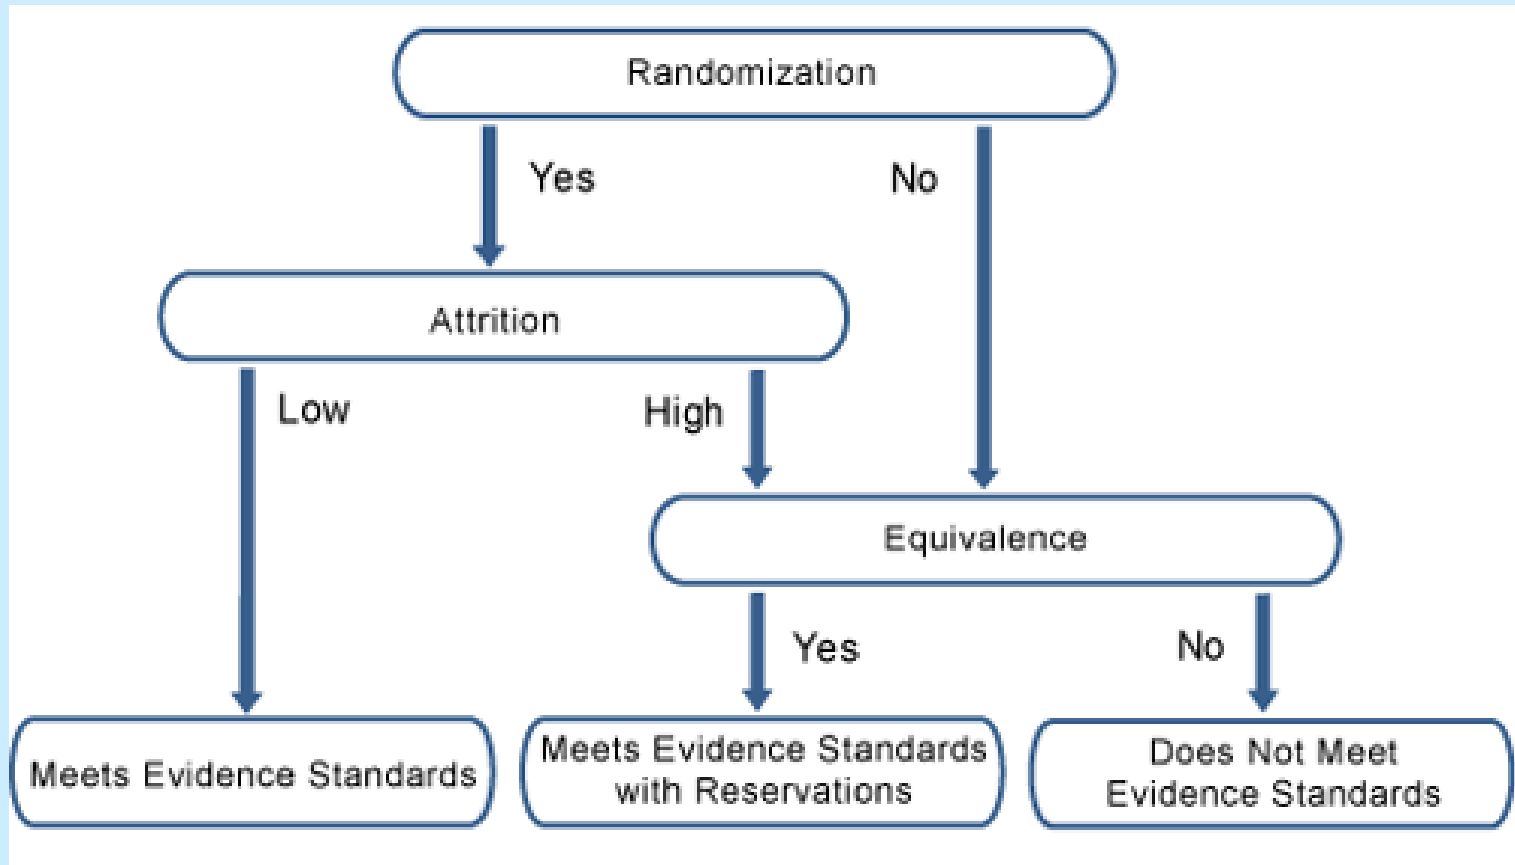 Randomization
Yes
No
Attrition
Low
High
Equivalence
Yes
No
Meets Evidence Standards
Meets Evidence Standards
with Reservations
Does Not Meet
Evidence Standards